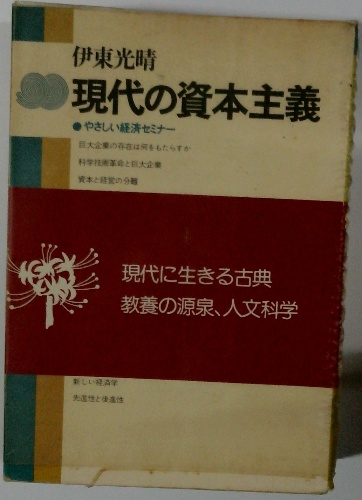 伊東光晴
現代の資本主義
●やさしい経済セミナー
巨大企業の存在は何をもたらすか
科学技術革命と巨大企業
資本と経営の分離
現代に生きる古典
教養の源泉、人文科学
新しい経済学
先進性と後進性